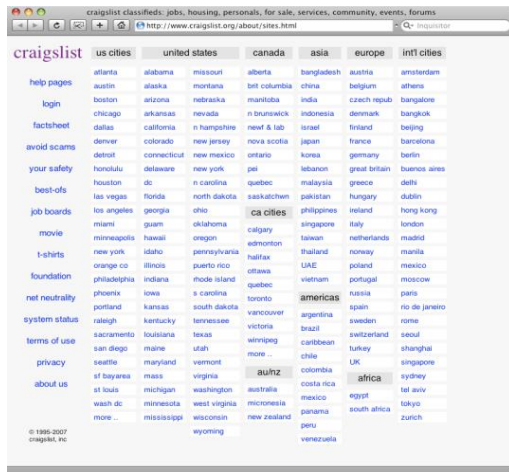 craigslist classifieds: jobs, housing, personals, for sale, services, community, events, forums
http://www.craigslist.org/about/sites.html
Inquisitor
craigslist
help pages
login
factsheet
avoid scams
your safety
best-ofs
job boards
movie
t-shirts
foundation
net neutrality
system status
terms of use
privacy
about us
© 1995-2007
craigslist, inc
us cities
atlanta
austin
boston
chicago
dallas
denver
detroit
honolulu
houston
las vegas
los angeles
miami
minneapolis
new york
orange co
philadelphia
phoenix
portland
raleigh
sacramento
san diego
seattle
sf bayarea
st louis
wash dc
more ..
united states
alabama
alaska
arizona
arkansas
california
colorado
connecticut
delaware
dc
florida
georgia
guam
hawaii
idaho
illinois
indiana
iowa
kansas
kentucky
louisiana
maine
maryland
mass
michigan
minnesota
mississippi
missouri
montana
nebraska
nevada
n hampshire
new jersey
new mexico
new york
n carolina
north dakota
ohio
oklahoma
oregon
pennsylvania
puerto rico
rhode island
s carolina
south dakota
tennessee
texas
utah
vermont
virginia
washington
west virginia
wisconsin
wyoming
canada
alberta
brit columbia
manitoba
n brunswick
newf & lab
nova scotia
ontario
pei
quebec
saskatchwn
ca cities
calgary
edmonton
halifax
ottawa
quebec
toronto
vancouver
victoria
winnipeg
more ..
au/nz
australia
micronesia
new zealand
asia
bangladesh
china
india
indonesia
israel
japan
korea
lebanon
malaysia
pakistan
philippines
singapore
taiwan
thailand
UAE
vietnam
americas
argentina
brazil
caribbean
chile
colombia
costa rica
mexico
panama
peru
venezuela
europe
austria
belgium
czech repub
denmark
finland
france
germany
great britain
greece
hungary
ireland
italy
netherlands
norway
poland
portugal
russia
spain
sweden
switzerland
turkey
UK
africa
egypt
south africa
int'l cities
amsterdam
athens
bangalore
bangkok
beijing
barcelona
berlin
buenos aires
delhi
dublin
hong kong
london
madrid
manila
mexico
moscow
paris
rio de janeiro
rome
seoul
shanghai
singapore
sydney
tel aviv
tokyo
zurich